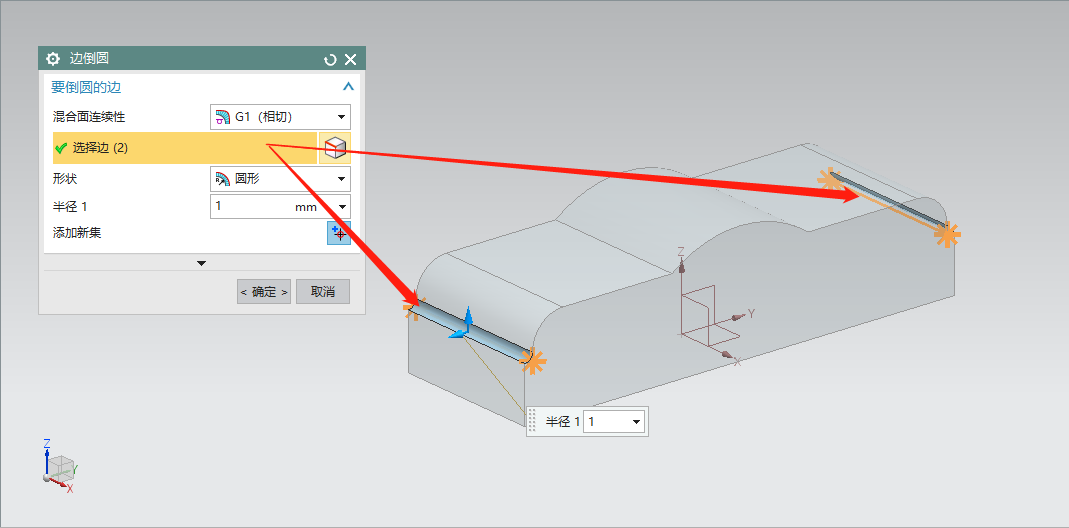 边倒圆
要倒圆的边
混合面连续性 G1（相切）
选择边 (2)
形状 圆形
半径 1 1 mm
添加新集
< 确定 > 取消
Z
Y
X
半径 1 1
Z
Y
X